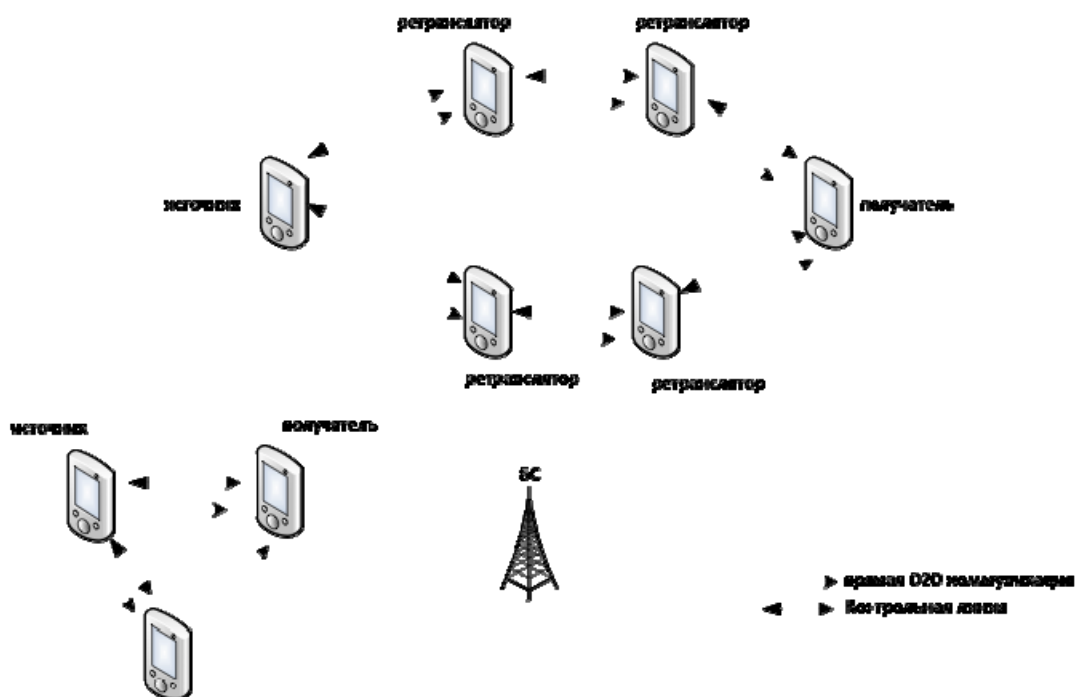 ретранслятор
ретранслятор
источник
получатель
ретранслятор
ретранслятор
источник
получатель
БС
прямая D2D коммуникация
Контрольная линия